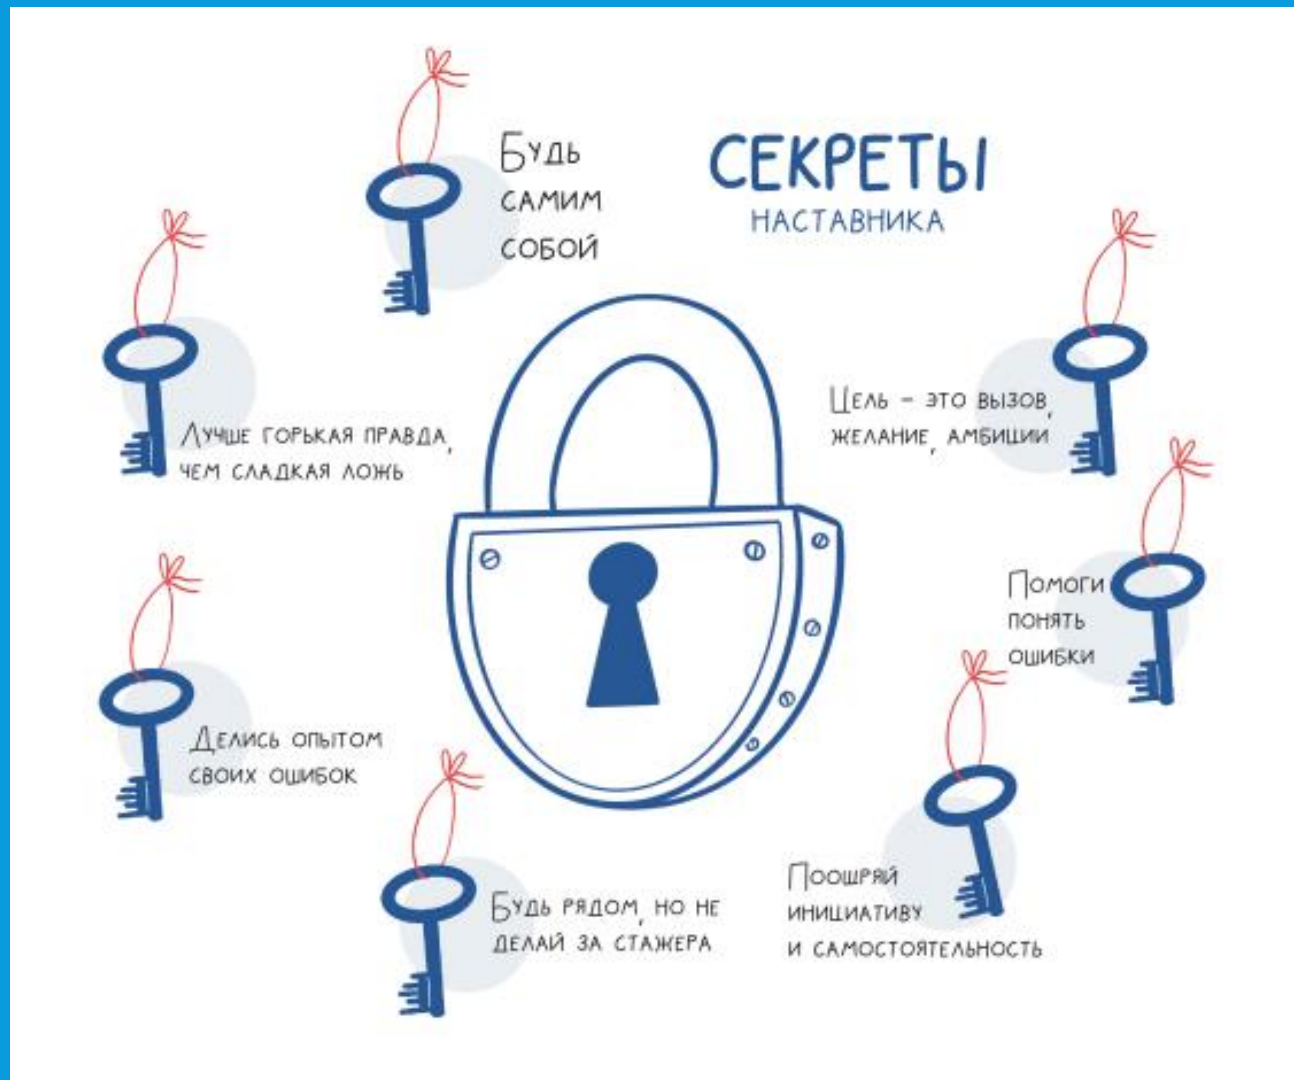 Будь
самим
собой
СЕКРЕТЫ
НАСТАВНИКА
Лучше горькая правда,
чем сладкая ложь
Цель – это вызов,
желание, амбиции
Помоги
понять
ошибки
Делись опытом
своих ошибок
Будь рядом, но не
делай за стажера
Поощряй
инициативу
и самостоятельность